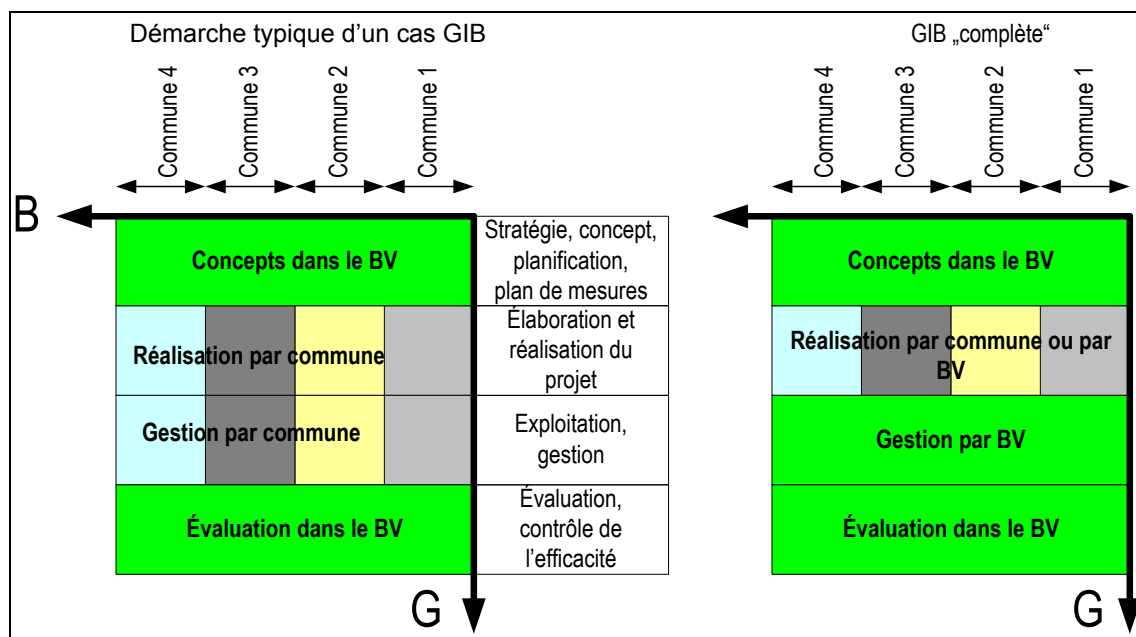 Démarche typique d'un cas GIB
Commune 4
Commune 3
Commune 2
Commune 1
B
Concepts dans le BV
Stratégie, concept,
planification,
plan de mesures
Réalisation par commune
Élaboration et
réalisation du
projet
Gestion par commune
Exploitation,
gestion
Évaluation dans le BV
Évaluation,
contrôle de
l'efficacité
G
GIB „complète“
Commune 4
Commune 3
Commune 2
Commune 1
Concepts dans le BV
Réalisation par commune ou par
BV
Gestion par BV
Évaluation dans le BV
G